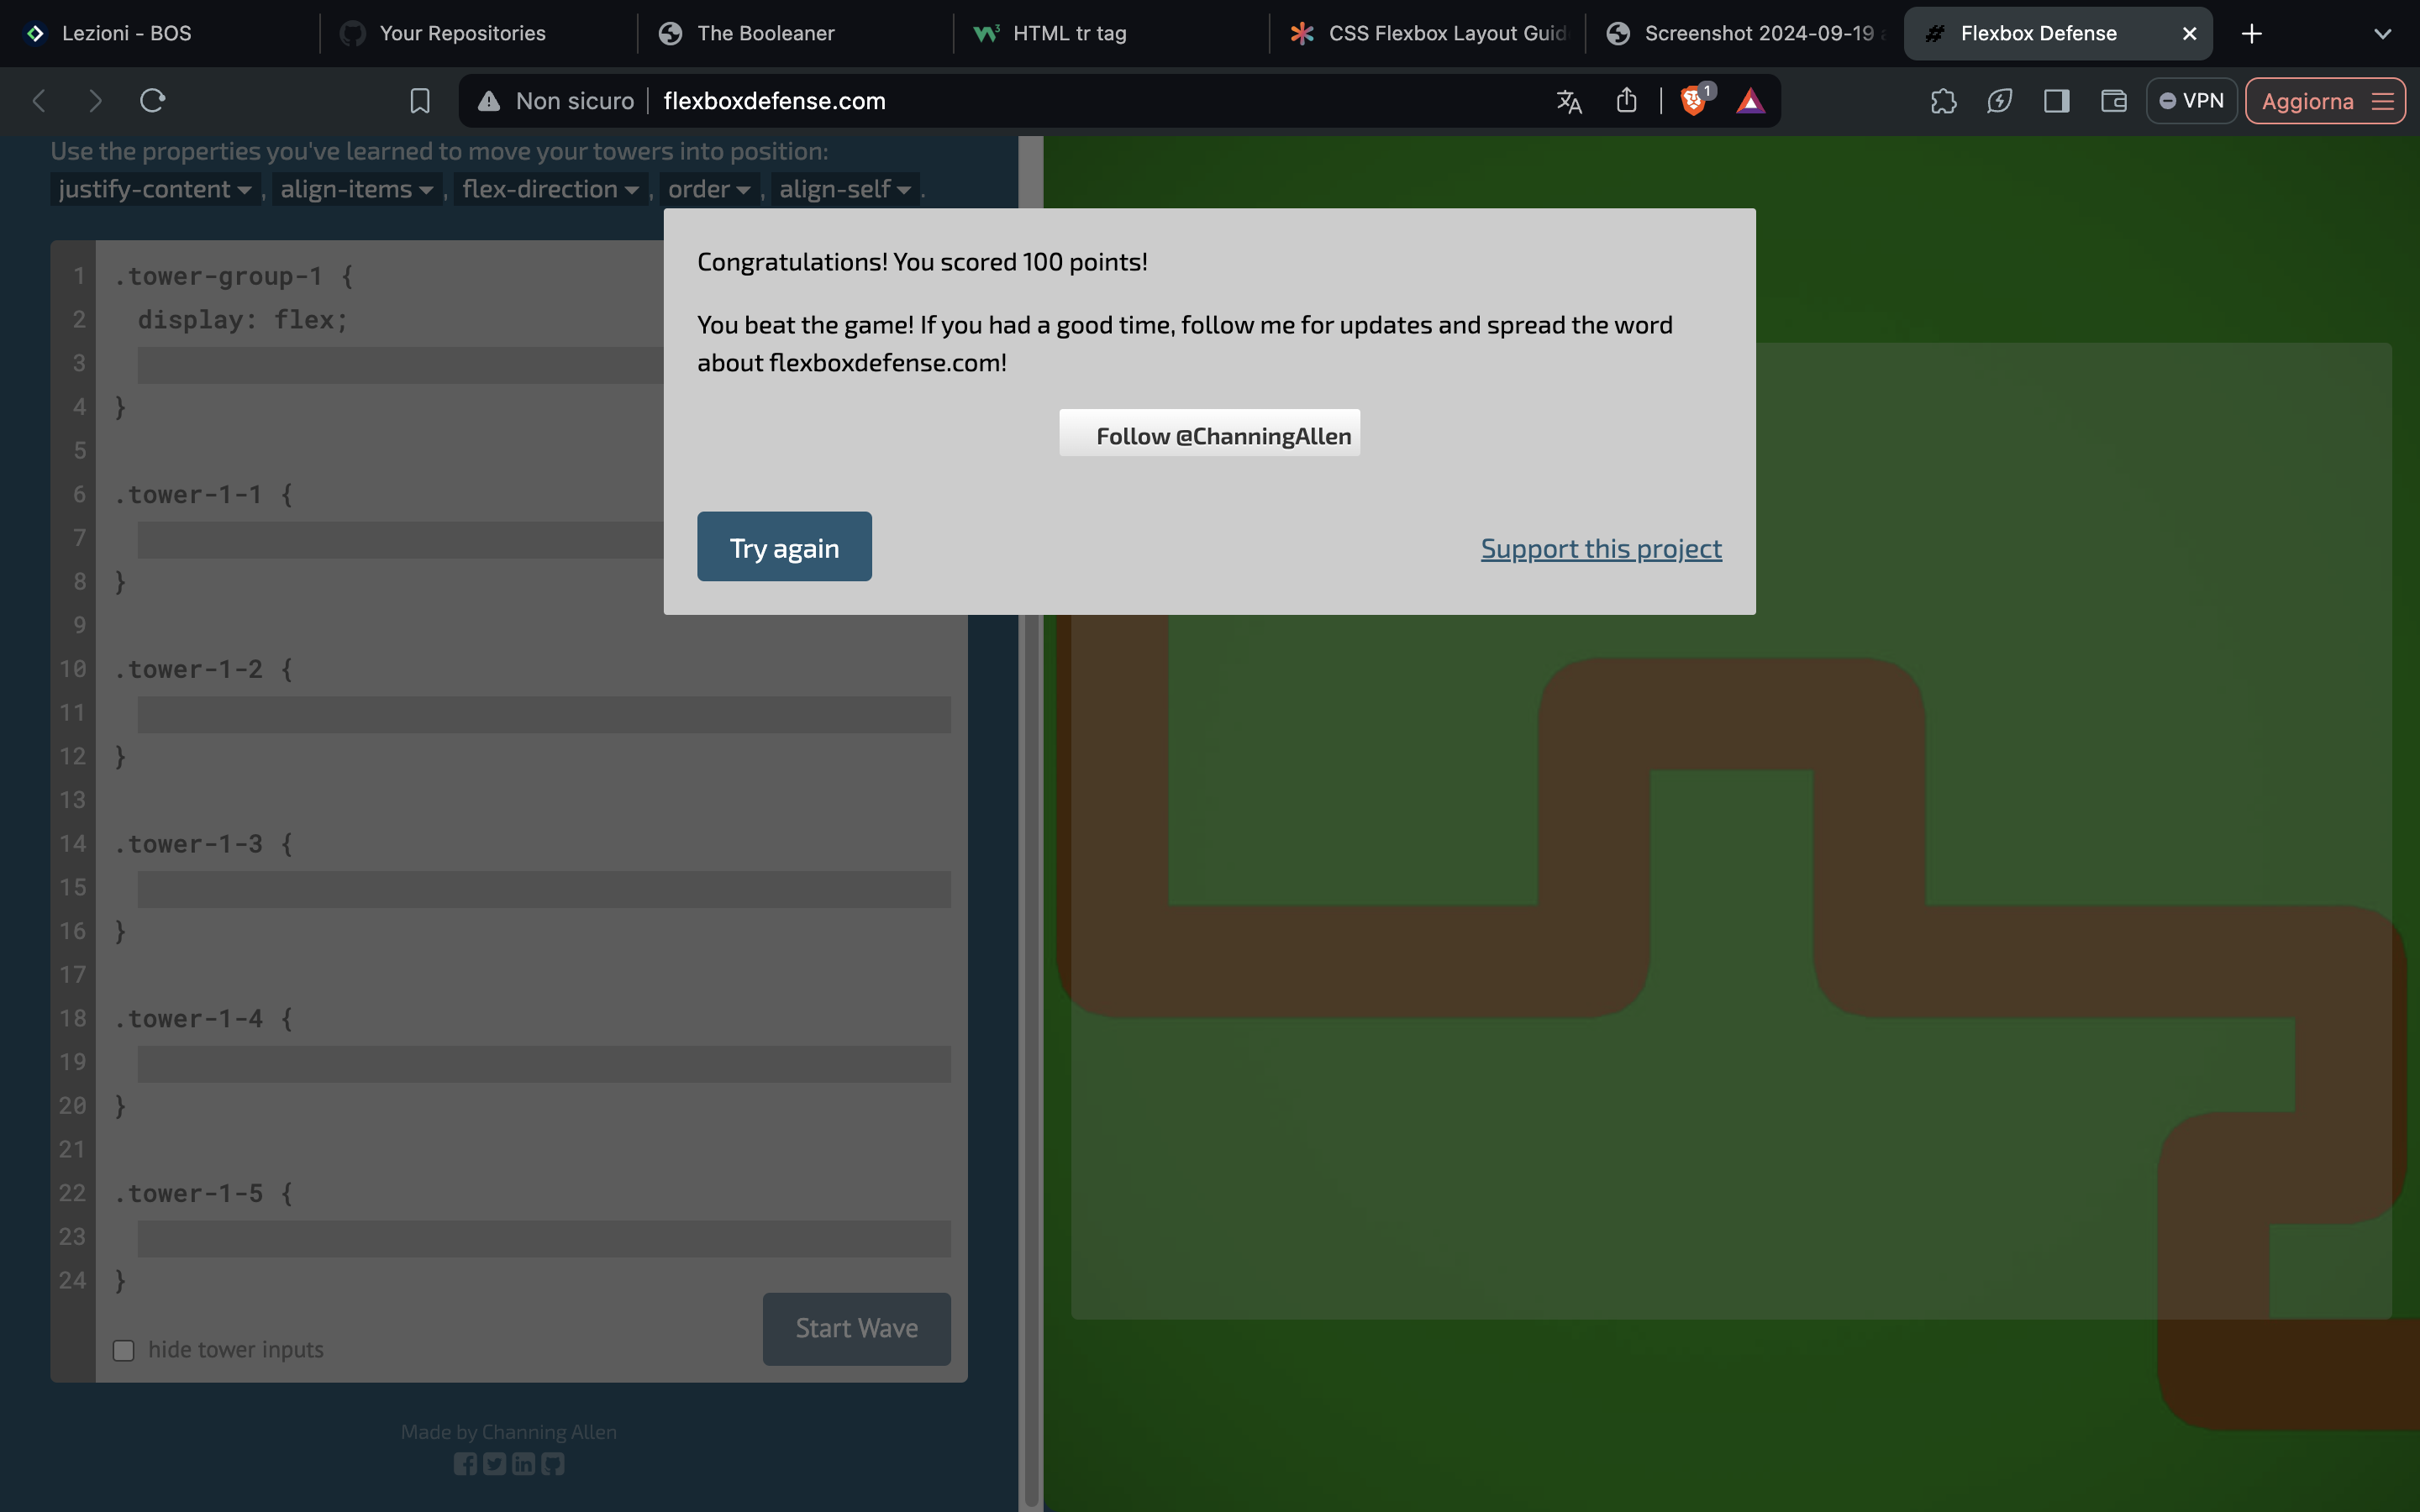 Lezioni - BOS
Your Repositories
The Booleaner
HTML tr tag
CSS Flexbox Layout Guid
Screenshot 2024-09-19
Flexbox Defense
Non sicuro
flexboxdefense.com
1
VPN
Aggiorna
Use the properties you've learned to move your towers into position:
justify-content, align-items, flex-direction, order, align-self.
Congratulations! You scored 100 points!
You beat the game! If you had a good time, follow me for updates and spread the word
about flexboxdefense.com!
Follow @ChanningAllen
Try again
Support this project
1 .tower-group-1 {
2 display: flex;
3
4 }
5
6 .tower-1-1 {
7
8 }
9
10 .tower-1-2 {
11
12 }
13
14 .tower-1-3 {
15
16 }
17
18 .tower-1-4 {
19
20 }
21
22 .tower-1-5 {
23
24 }
hide tower inputs
Start Wave
Made by Channing Allen